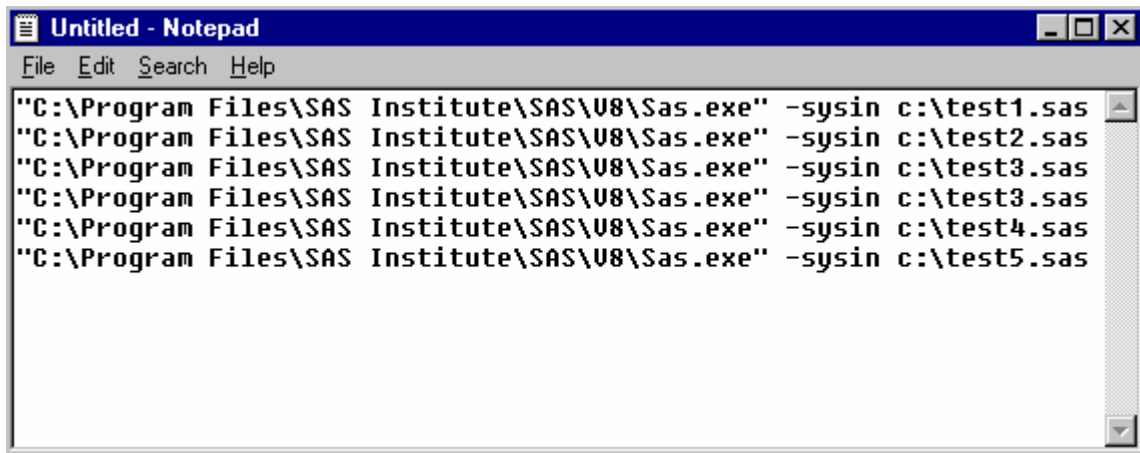 Untitled - Notepad
File Edit Search Help
"C:\Program Files\SAS Institute\SAS\V8\Sas.exe" -sysin c:\test1.sas
"C:\Program Files\SAS Institute\SAS\V8\Sas.exe" -sysin c:\test2.sas
"C:\Program Files\SAS Institute\SAS\V8\Sas.exe" -sysin c:\test3.sas
"C:\Program Files\SAS Institute\SAS\V8\Sas.exe" -sysin c:\test3.sas
"C:\Program Files\SAS Institute\SAS\V8\Sas.exe" -sysin c:\test4.sas
"C:\Program Files\SAS Institute\SAS\V8\Sas.exe" -sysin c:\test5.sas